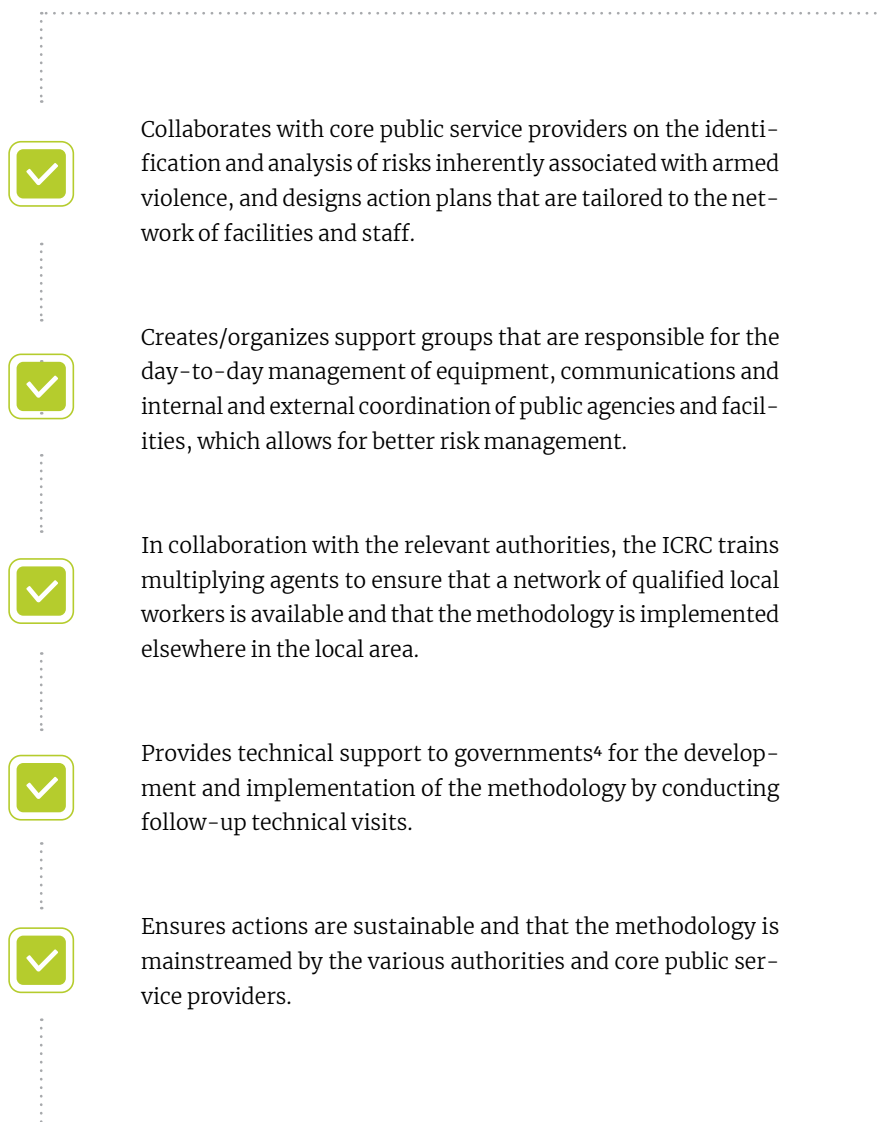 Collaborates with core public service providers on the identi-
fication and analysis of risks inherently associated with armed
violence, and designs action plans that are tailored to the net-
work of facilities and staff.
Creates/organizes support groups that are responsible for the
day-to-day management of equipment, communications and
internal and external coordination of public agencies and facil-
ities, which allows for better risk management.
In collaboration with the relevant authorities, the ICRC trains
multiplying agents to ensure that a network of qualified local
workers is available and that the methodology is implemented
elsewhere in the local area.
Provides technical support to governments⁴ for the develop-
ment and implementation of the methodology by conducting
follow-up technical visits.
Ensures actions are sustainable and that the methodology is
mainstreamed by the various authorities and core public ser-
vice providers.